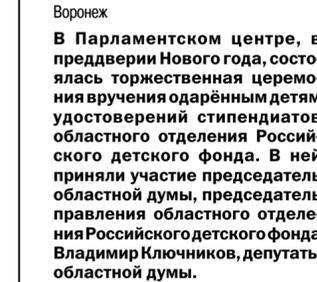 Воронеж
В Парламентском центре, в
преддверии Нового года, состо-
ялась торжественная церемо-
ния вручения одарённым детям
удостоверений стипендиатов
областного отделения Россий-
ского детского фонда. В ней
приняли участие председатель
областной думы, председатель
правления областного отделе-
ния Российского детского фонда
Владимир Ключников, депутаты
областной думы.